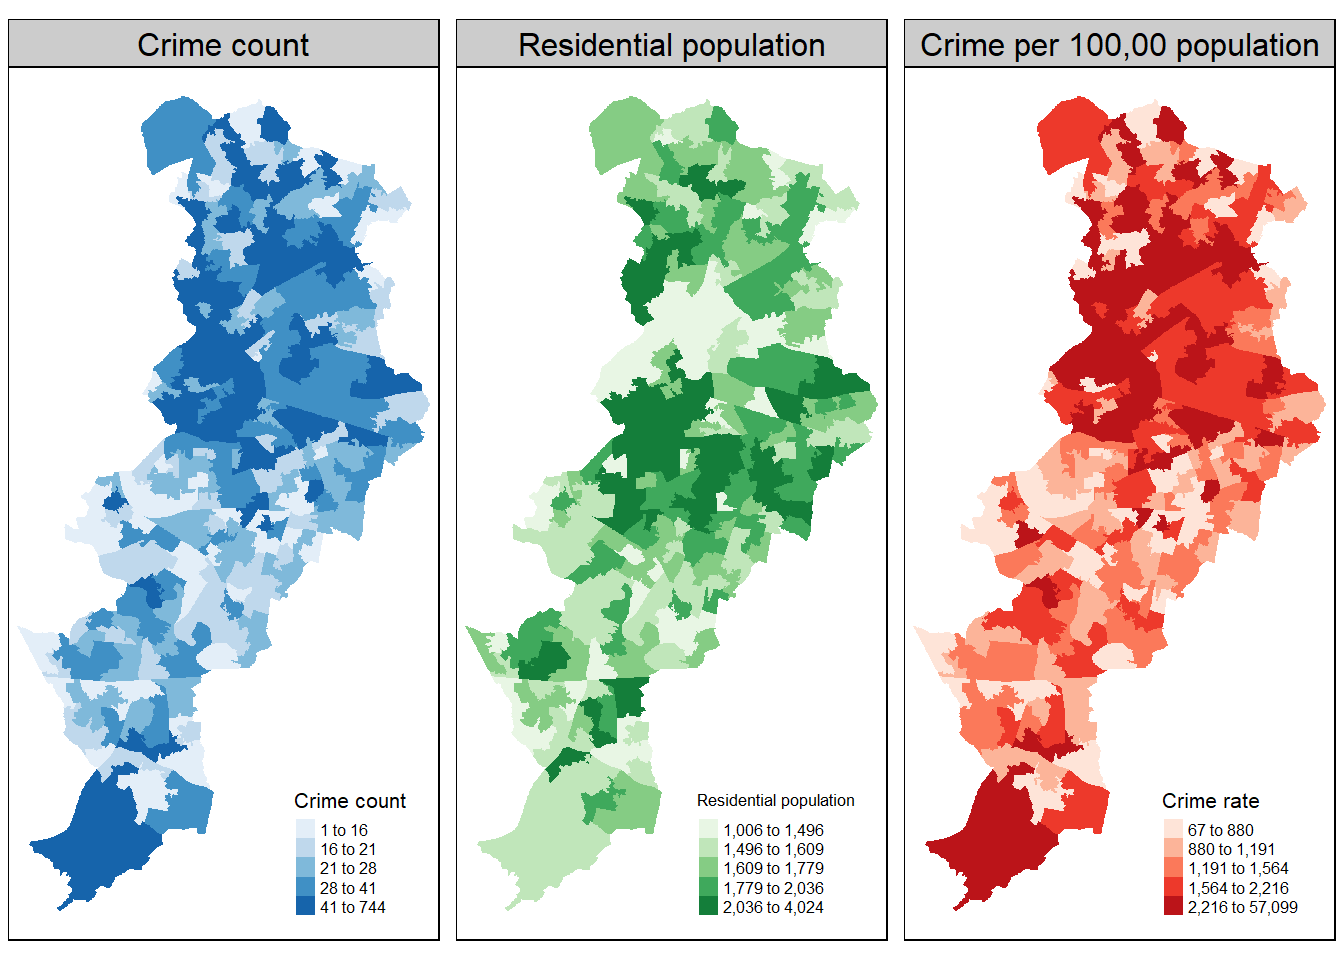 Crime count
Residential population
Crime per 100,00 population
Crime count
1 to 16
16 to 21
21 to 28
28 to 41
41 to 744
Residential population
1,006 to 1,496
1,496 to 1,609
1,609 to 1,779
1,779 to 2,036
2,036 to 4,024
Crime rate
67 to 880
880 to 1,191
1,191 to 1,564
1,564 to 2,216
2,216 to 57,099